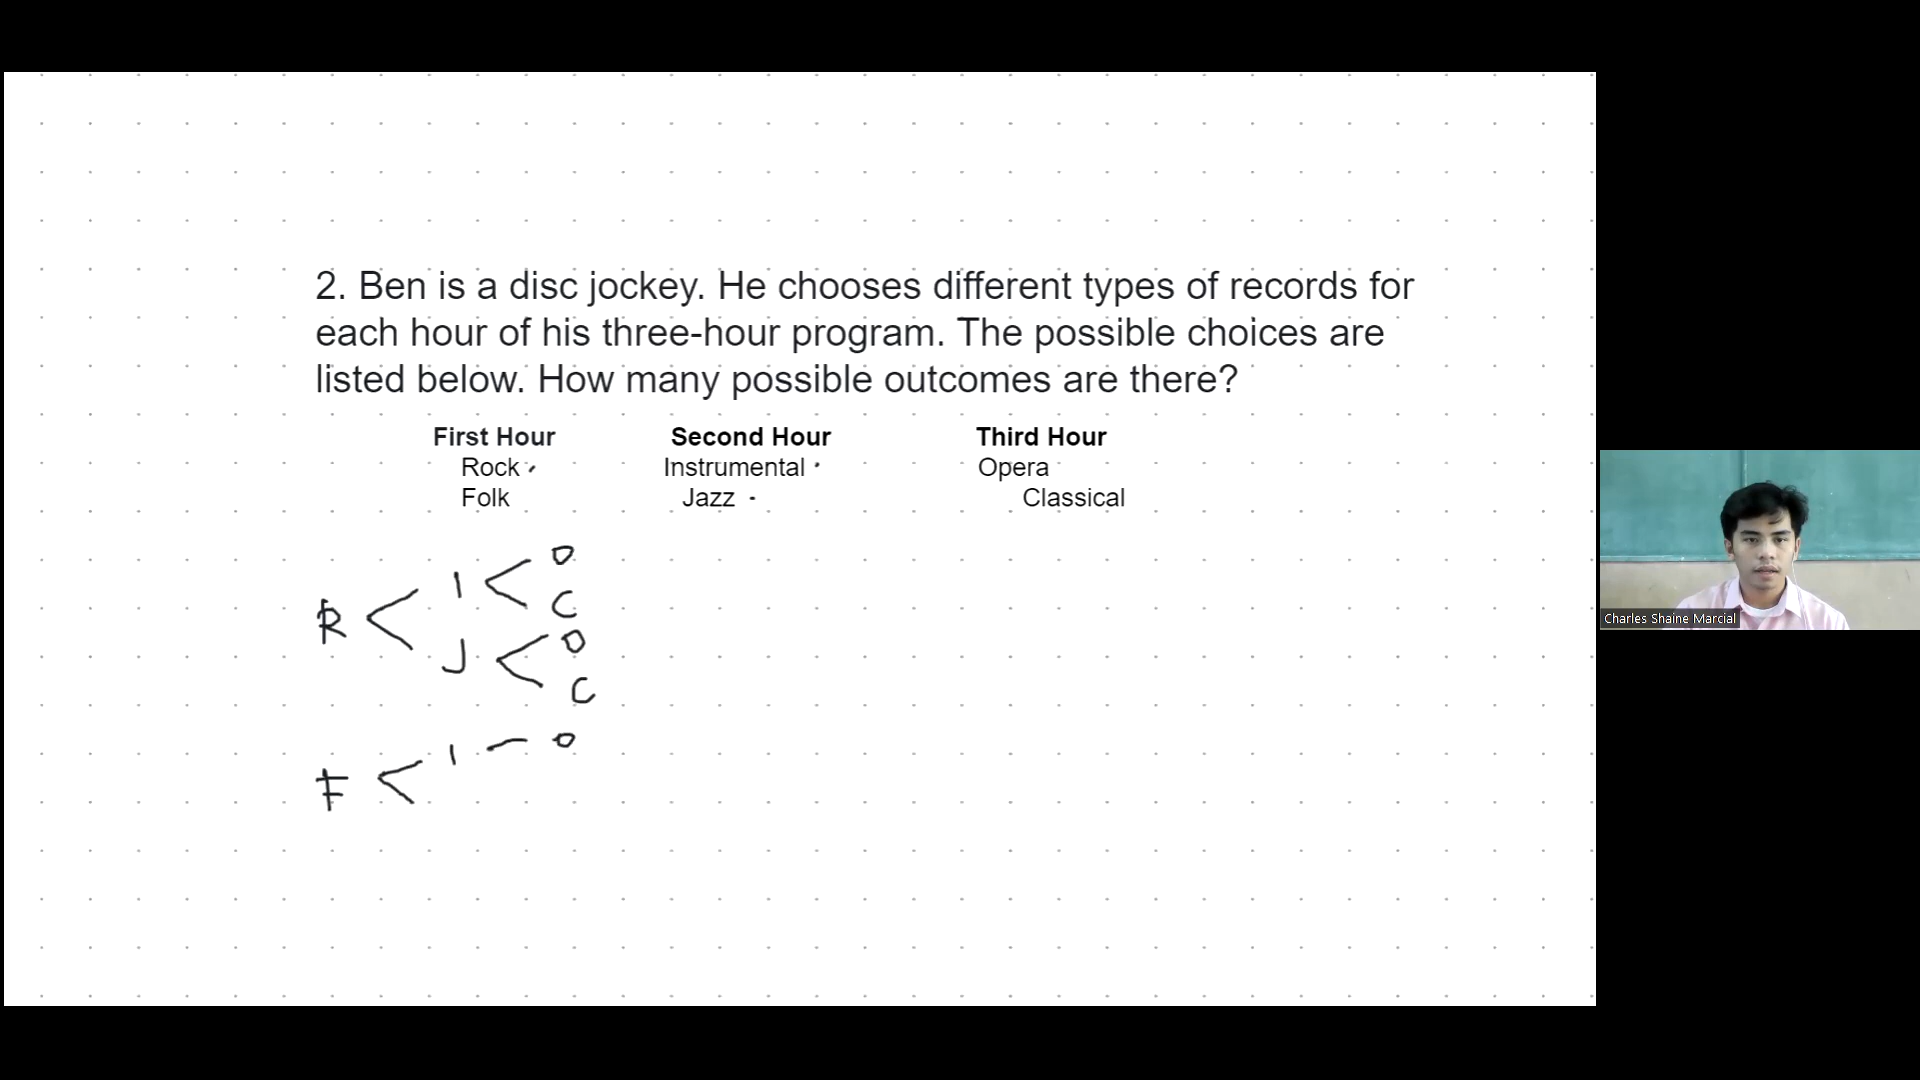 2. Ben is a disc jockey. He chooses different types of records for
each hour of his three-hour program. The possible choices are
listed below. How many possible outcomes are there?
First Hour Second Hour Third Hour
Rock Instrumental Opera
Folk Jazz Classical
O
I
C
R
O
J
C
I O
F
Charles Shaine Marcial